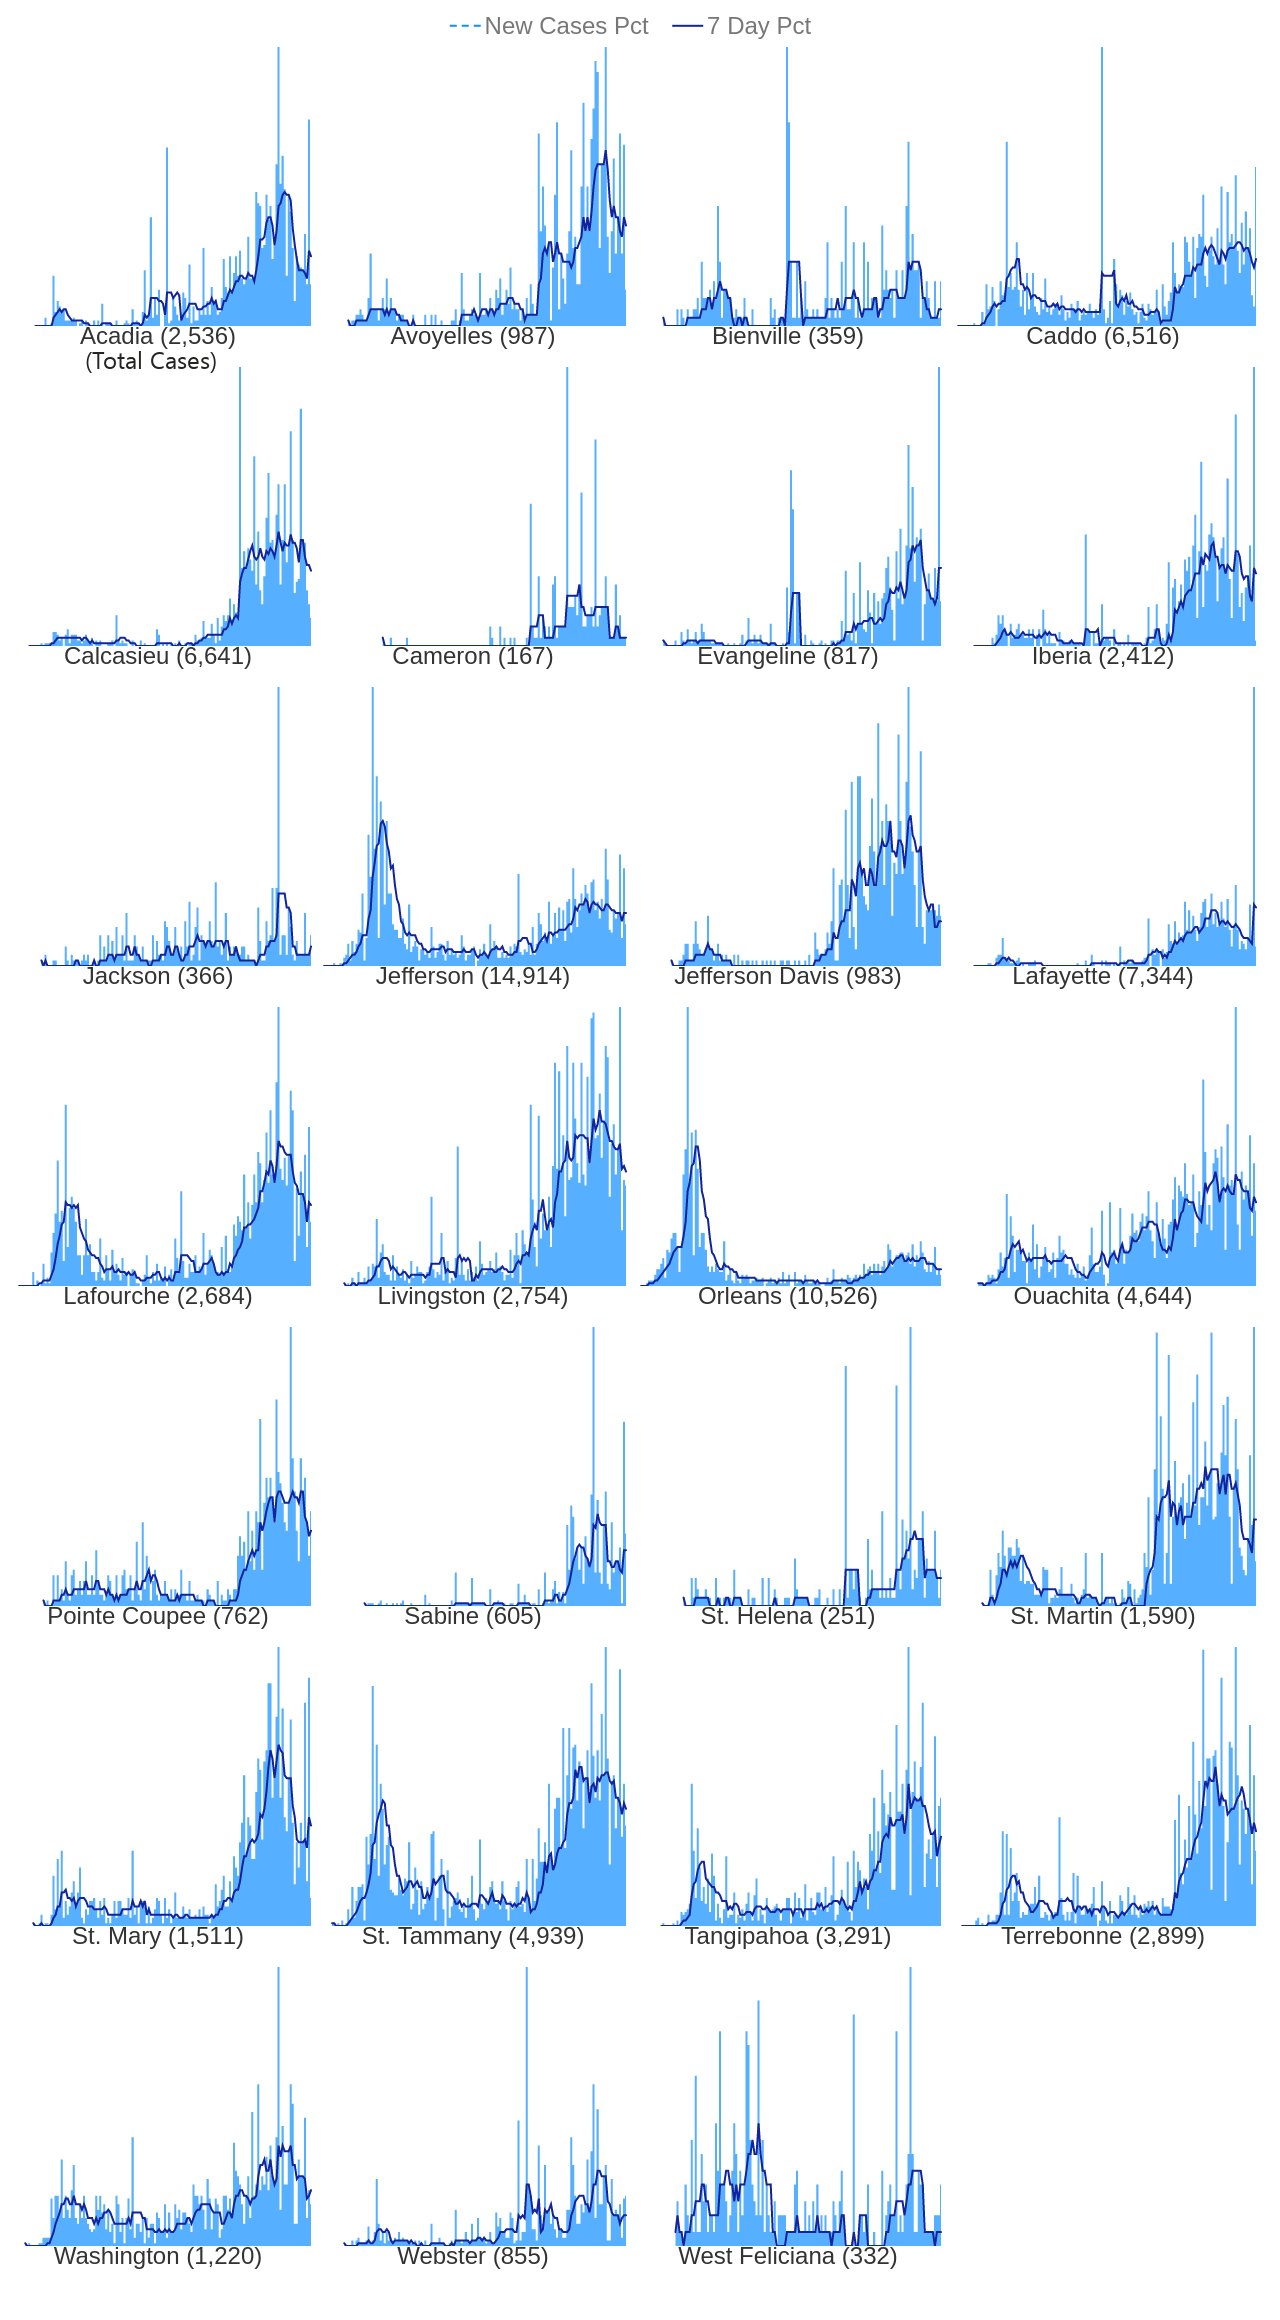 New Cases Pct 7 Day Pct
Acadia (2,536) Avoyelles (987) Bienville (359) Caddo (6,516)
(Total Cases)
Calcasieu (6,641) Cameron (167) Evangeline (817) Iberia (2,412)
Jackson (366) Jefferson (14,914) Jefferson Davis (983) Lafayette (7,344)
Lafourche (2,684) Livingston (2,754) Orleans (10,526) Ouachita (4,644)
Pointe Coupee (762) Sabine (605) St. Helena (251) St. Martin (1,590)
St. Mary (1,511) St. Tammany (4,939) Tangipahoa (3,291) Terrebonne (2,899)
Washington (1,220) Webster (855) West Feliciana (332)